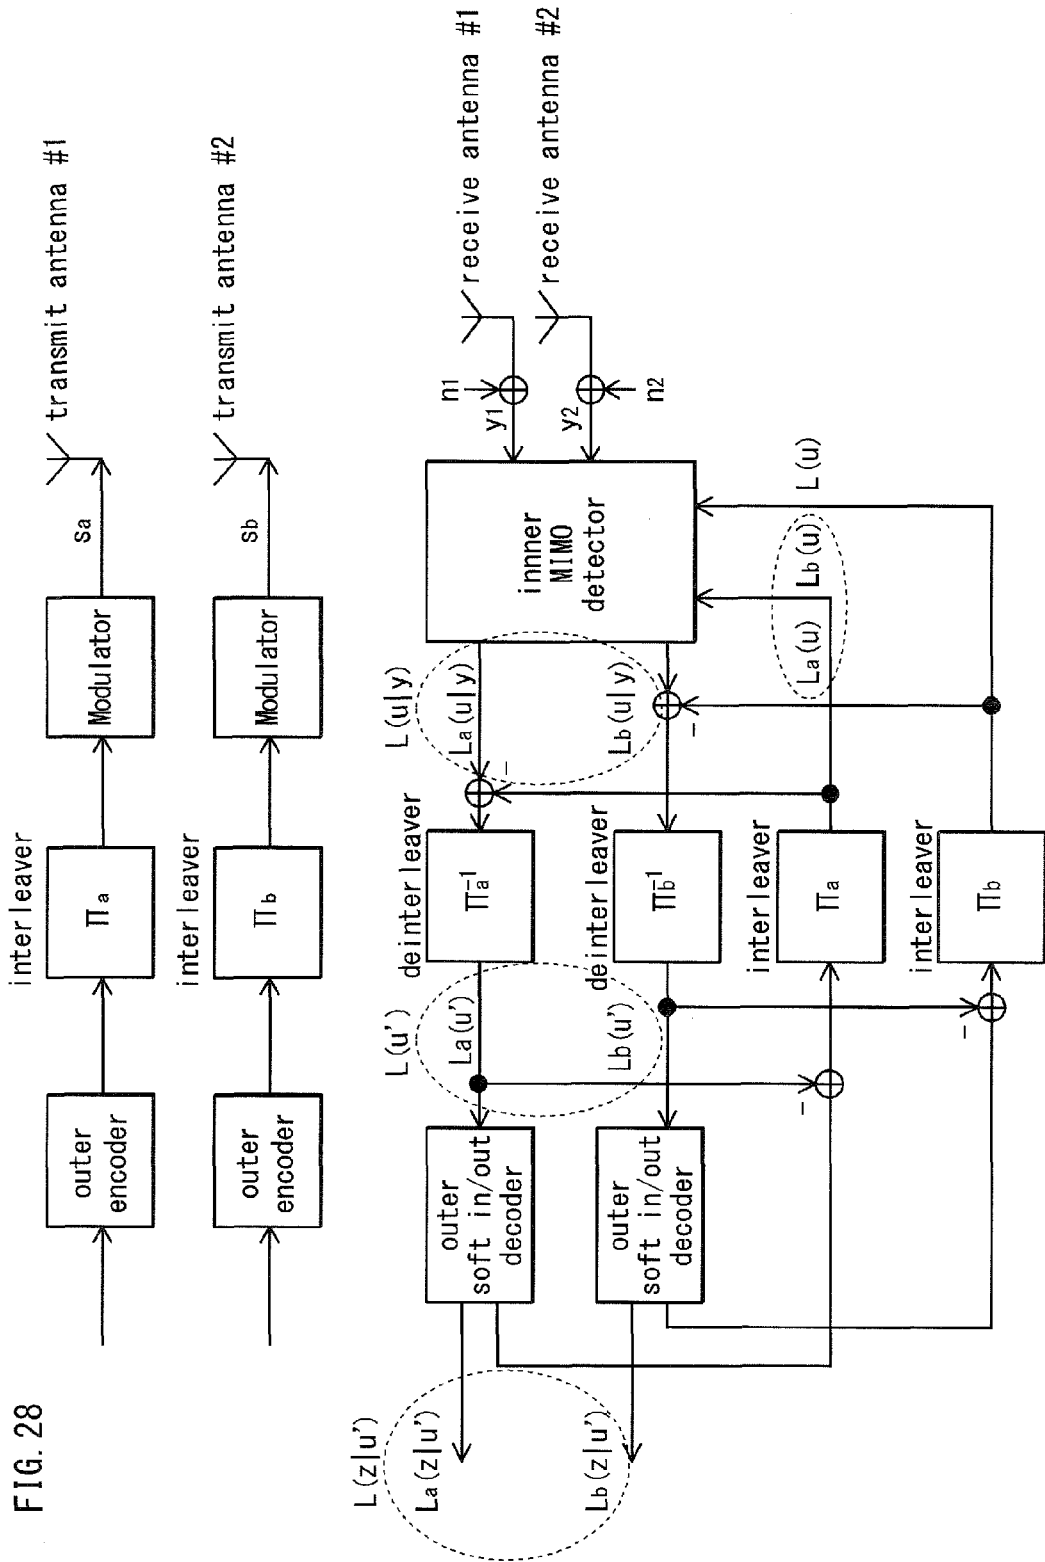 FIG. 28
interleaver
outer
encoder
Πa
Modulator
sa
transmit antenna #1
interleaver
outer
encoder
Πb
Modulator
sb
transmit antenna #2
L(z|u')
La(z|u')
Lb(z|u')
outer
soft in/out
decoder
outer
soft in/out
decoder
L(u')
La(u')
Lb(u')
deinterleaver
Πa-1
deinterleaver
Πb-1
interleaver
Πa
interleaver
Πb
-
-
-
-
L(u|y)
La(u|y)
Lb(u|y)
innner
MIMO
detector
La(u)
Lb(u)
L(u)
n1
y1
y2
n2
receive antenna #1
receive antenna #2